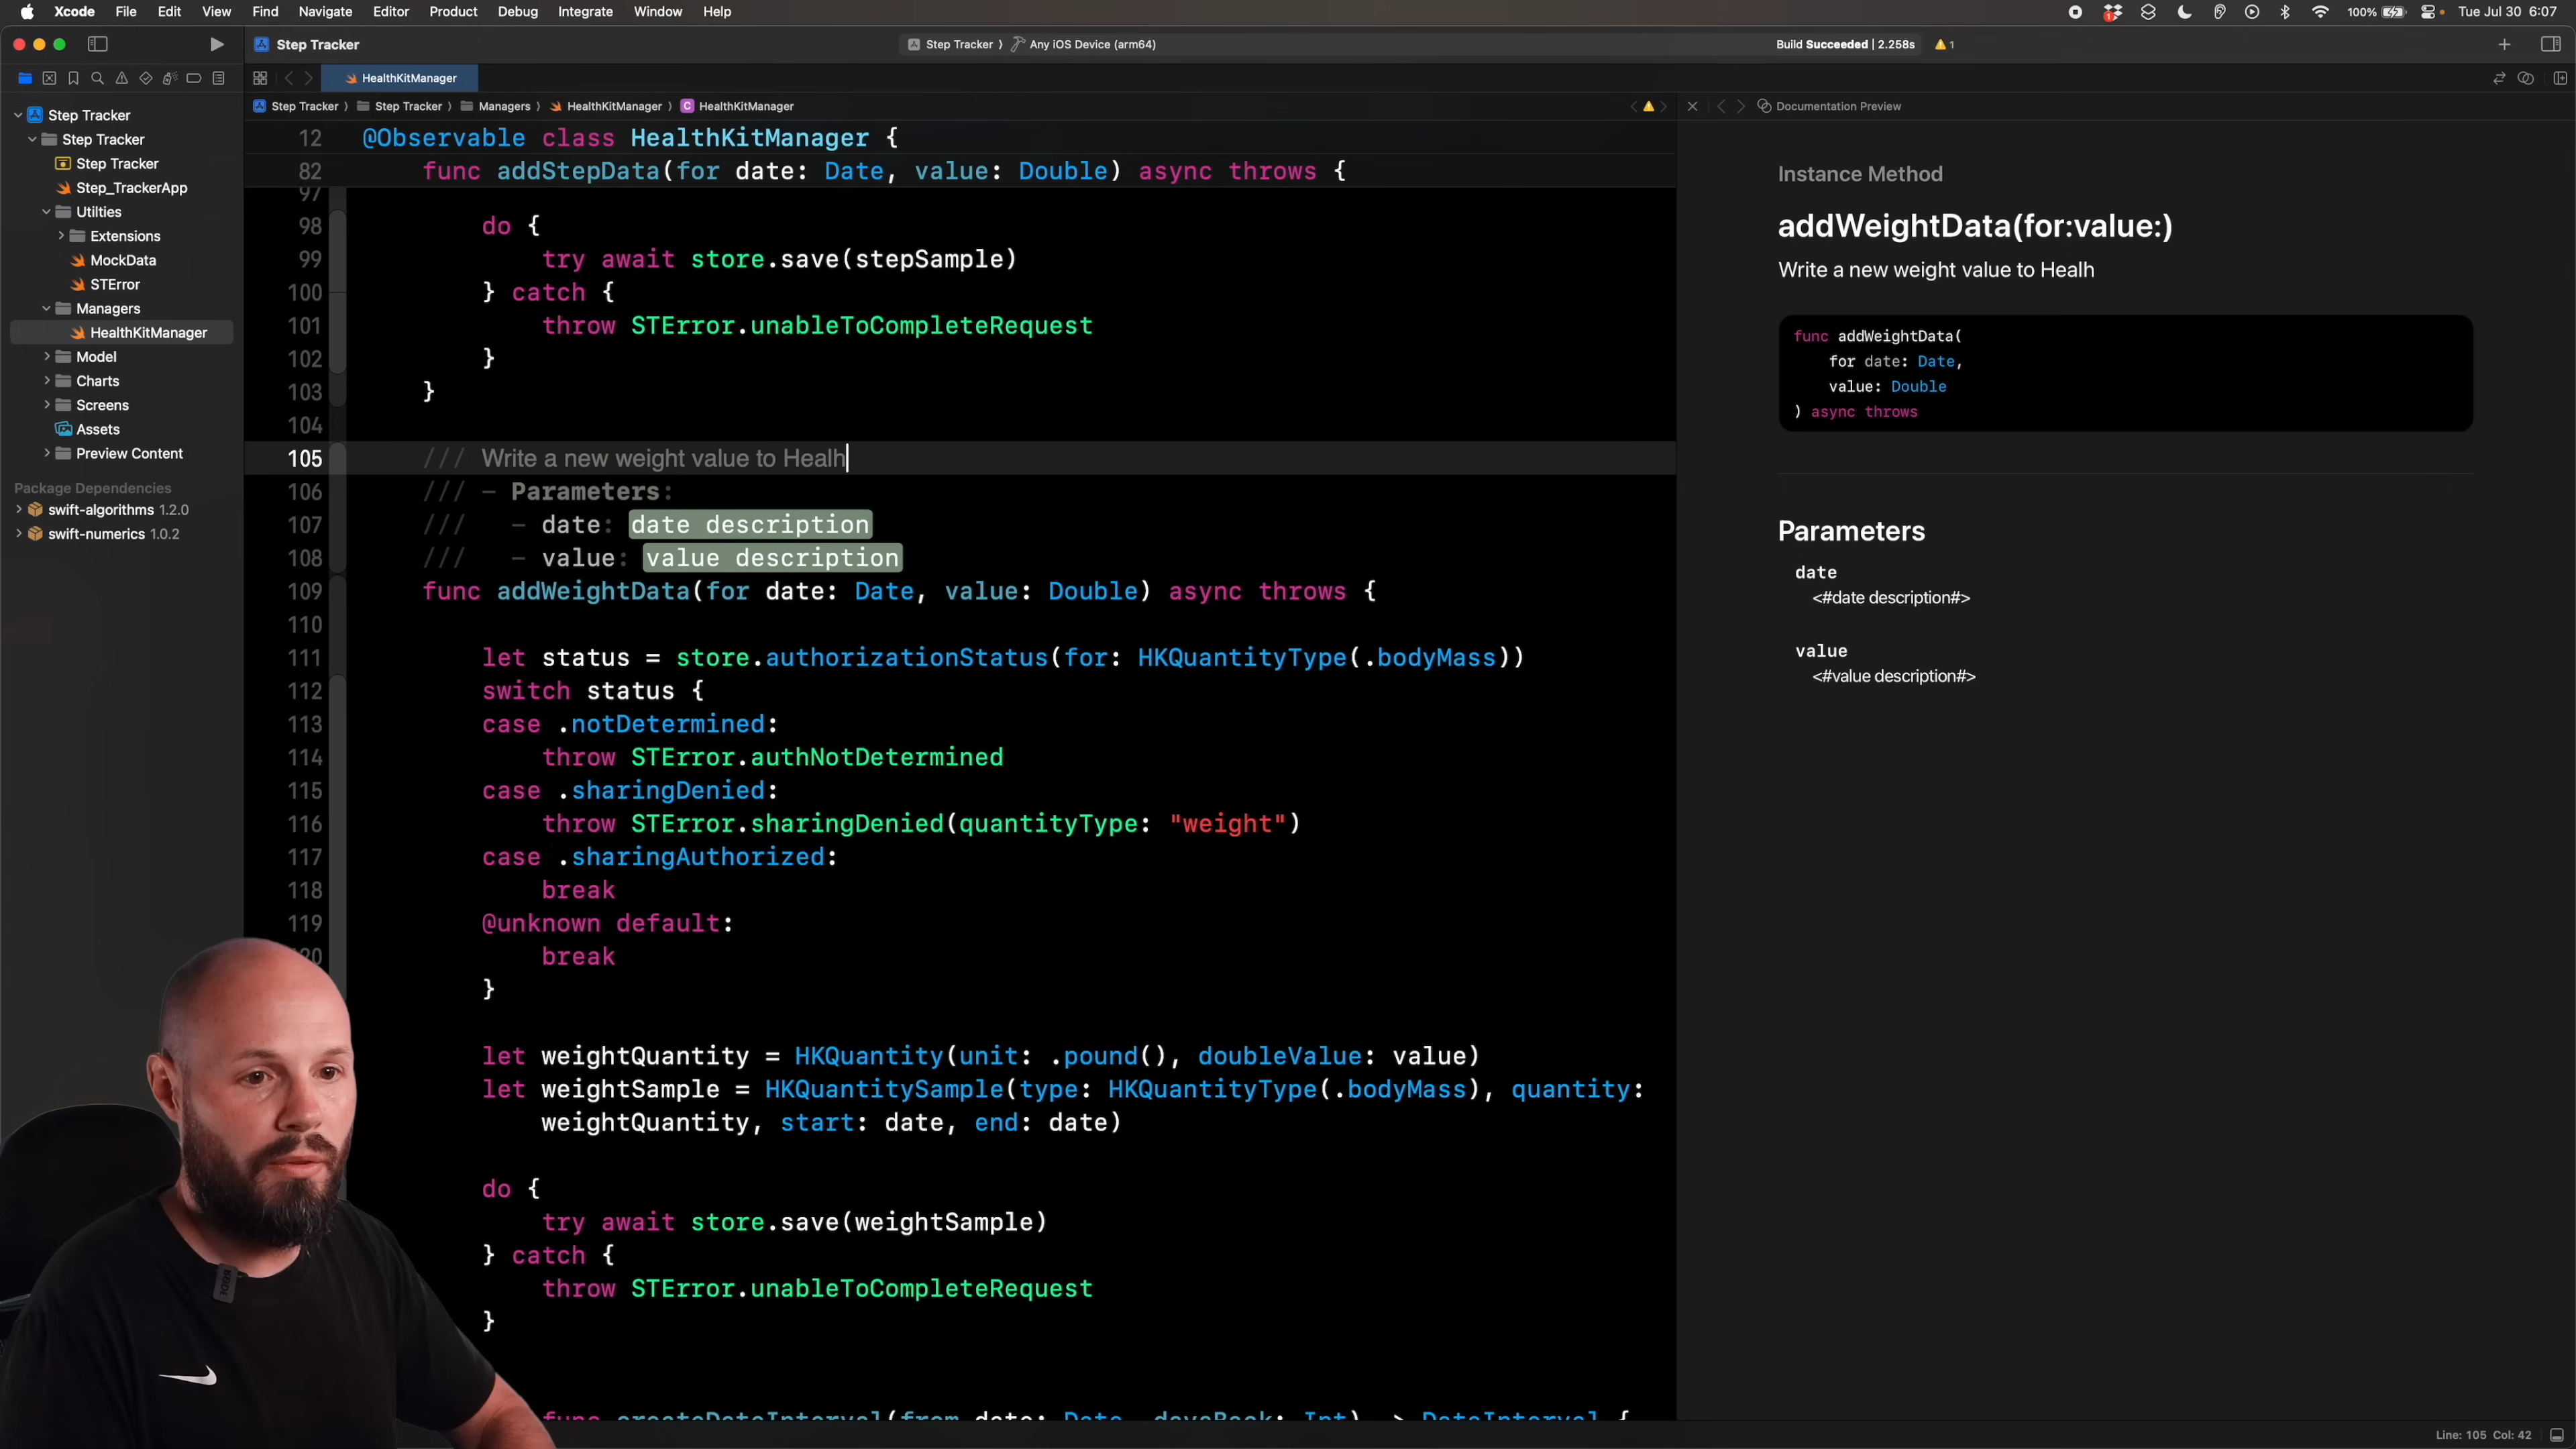 Xcode File Edit View Find Navigate Editor Product Debug Integrate Window Help
100% Tue Jul 30 6:07
Step Tracker
Step Tracker ⟩ Any iOS Device (arm64)
Build Succeeded | 2.258s 1
HealthKitManager
Step Tracker ⟩ Step Tracker ⟩ Managers ⟩ HealthKitManager ⟩ C HealthKitManager
Documentation Preview
Step Tracker
Step Tracker
Step Tracker
Step_TrackerApp
Utilties
Extensions
MockData
STError
Managers
HealthKitManager
Model
Charts
Screens
Assets
Preview Content
Package Dependencies
swift-algorithms 1.2.0
swift-numerics 1.0.2
12 @Observable class HealthKitManager {
82 func addStepData(for date: Date, value: Double) async throws {
97
98 do {
99 try await store.save(stepSample)
100 } catch {
101 throw STError.unableToCompleteRequest
102 }
103 }
104
105 /// Write a new weight value to Healh
106 /// - Parameters:
107 /// - date: date description
108 /// - value: value description
109 func addWeightData(for date: Date, value: Double) async throws {
110
111 let status = store.authorizationStatus(for: HKQuantityType(.bodyMass))
112 switch status {
113 case .notDetermined:
114 throw STError.authNotDetermined
115 case .sharingDenied:
116 throw STError.sharingDenied(quantityType: "weight")
117 case .sharingAuthorized:
118 break
119 @unknown default:
break
}
let weightQuantity = HKQuantity(unit: .pound(), doubleValue: value)
let weightSample = HKQuantitySample(type: HKQuantityType(.bodyMass), quantity:
weightQuantity, start: date, end: date)
do {
try await store.save(weightSample)
} catch {
throw STError.unableToCompleteRequest
}
func createDateInterval(from date: Date, daysBack: Int) -> DateInterval {
Instance Method
addWeightData(for:value:)
Write a new weight value to Healh
func addWeightData(
for date: Date,
value: Double
) async throws
Parameters
date
<#date description#>
value
<#value description#>
Line: 105 Col: 42